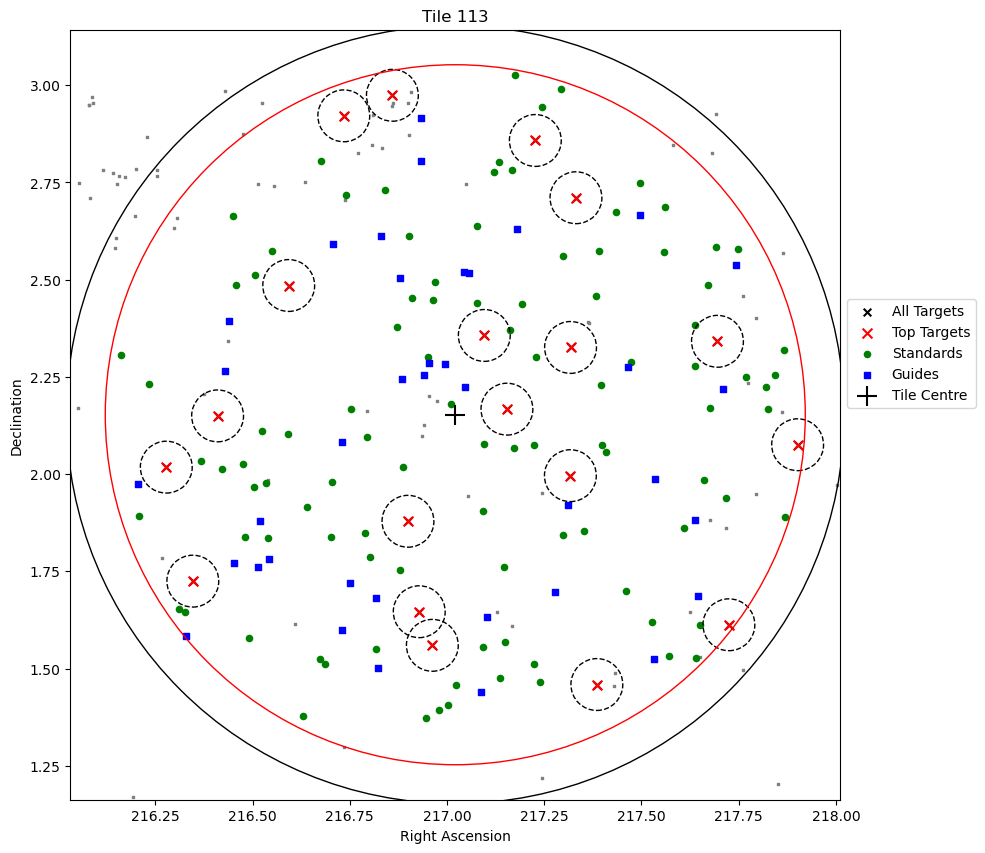 Tile 113
3.00
2.75
2.50
2.25
2.00
1.75
1.50
1.25
Declination
216.25 216.50 216.75 217.00 217.25 217.50 217.75 218.00
Right Ascension
All Targets
Top Targets
Standards
Guides
Tile Centre